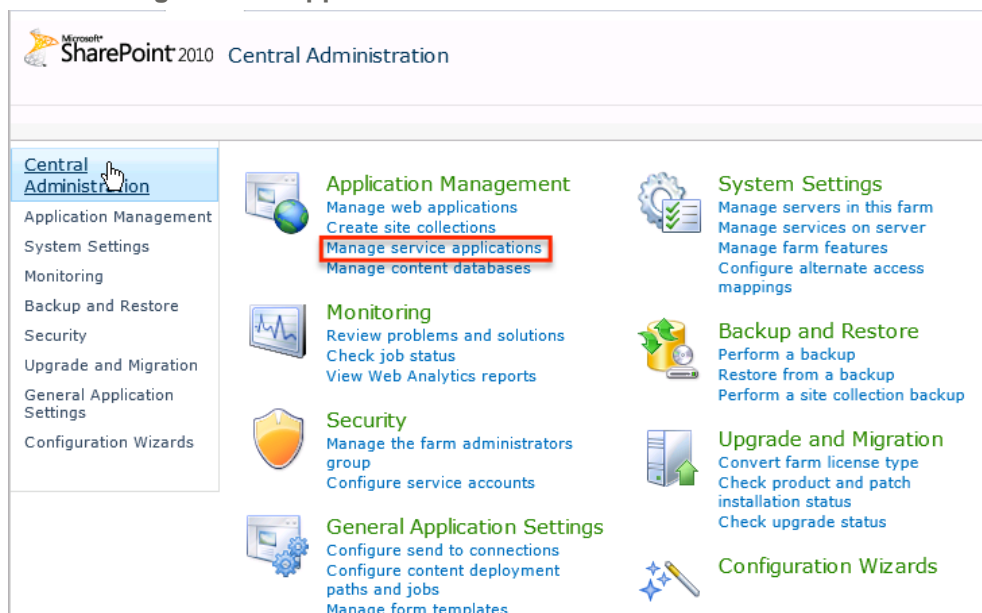 Microsoft
SharePoint 2010 Central Administration
Central
Administration
Application Management
System Settings
Monitoring
Backup and Restore
Security
Upgrade and Migration
General Application
Settings
Configuration Wizards
Application Management
Manage web applications
Create site collections
Manage service applications
Manage content databases
Monitoring
Review problems and solutions
Check job status
View Web Analytics reports
Security
Manage the farm administrators
group
Configure service accounts
General Application Settings
Configure send to connections
Configure content deployment
paths and jobs
Manage form templates
System Settings
Manage servers in this farm
Manage services on server
Manage farm features
Configure alternate access
mappings
Backup and Restore
Perform a backup
Restore from a backup
Perform a site collection backup
Upgrade and Migration
Convert farm license type
Check product and patch
installation status
Check upgrade status
Configuration Wizards